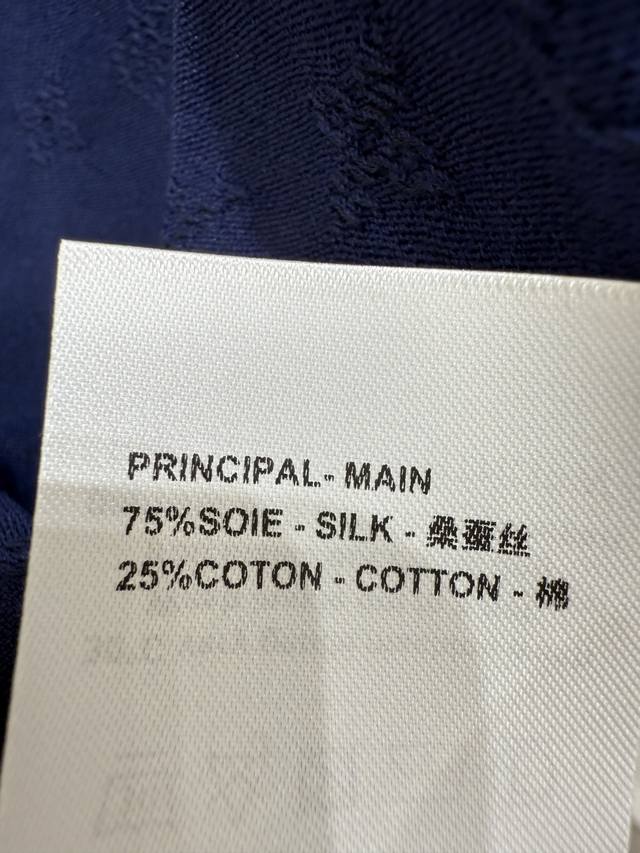 PRINCIPAL- MAIN
75%SOIE - SILK - 桑蚕丝
25%COTON - COTTON - 棉